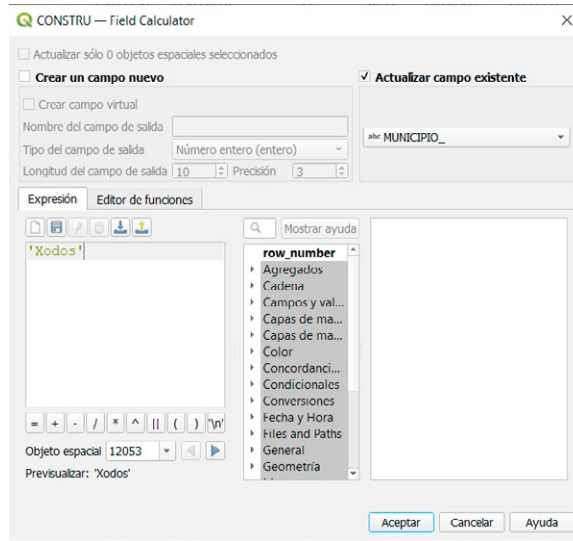 CONSTRU — Field Calculator
Actualizar sólo 0 objetos espaciales seleccionados
Crear un campo nuevo
Actualizar campo existente
Crear campo virtual
Nombre del campo de salida
abc MUNICIPIO_
Tipo del campo de salida Número entero (entero)
Longitud del campo de salida 10 Precisión 3
Expresión Editor de funciones
Mostrar ayuda
'Xodos'
row_number
Agregados
Cadena
Campos y val...
Capas de ma...
Capas de ma...
Color
Concordanci...
Condicionales
Conversiones
Fecha y Hora
Files and Paths
General
Geometría
= + - / * ^ || ( ) '\n'
Objeto espacial 12053
Previsualizar: 'Xodos'
Aceptar Cancelar Ayuda